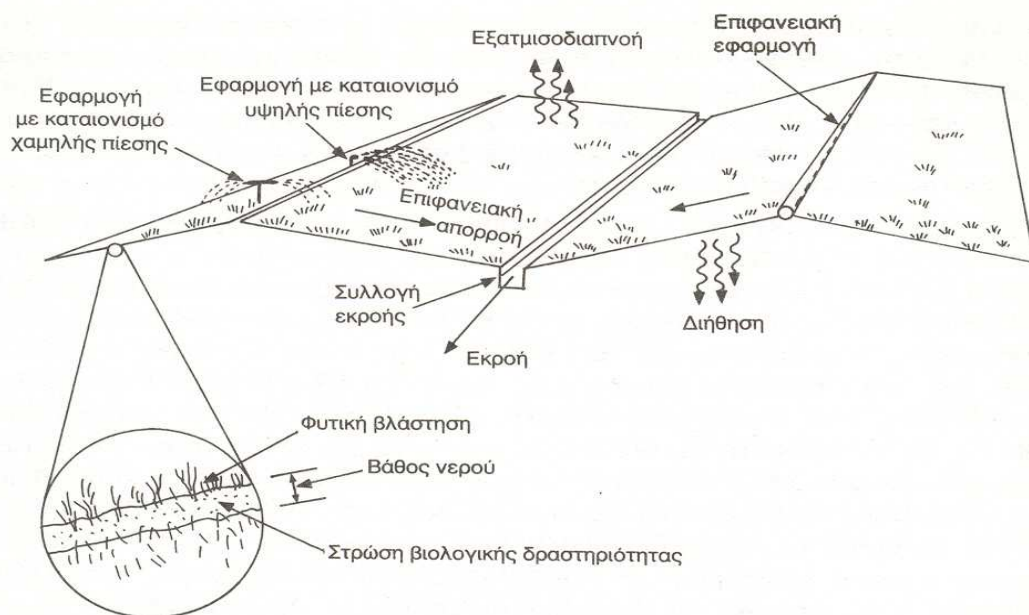 Εξατμισοδιαπνοή
Επιφανειακή
εφαρμογή
Εφαρμογή
με καταιονισμό
χαμηλής πίεσης
Εφαρμογή με καταιονισμό
υψηλής πίεσης
Επιφανειακή
απορροή
Συλλογή
εκροής
Εκροή
Διήθηση
Φυτική βλάστηση
Βάθος νερού
Στρώση βιολογικής δραστηριότητας